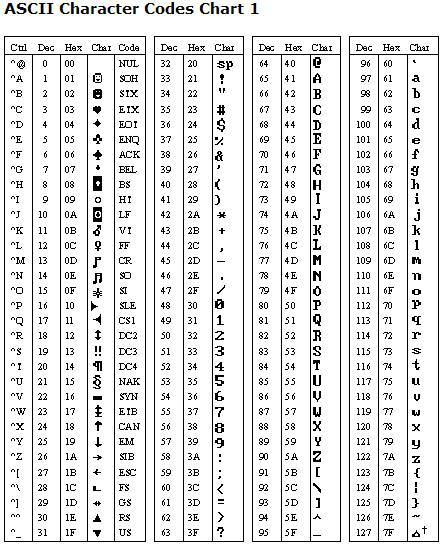 ASCII Character Codes Chart 1
Ctrl Dec Hex Char Code
^@ 0 00 NUL
^A 1 01 ☺ SOH
^B 2 02 ☻ SIX
^C 3 03 ♥ EIX
^D 4 04 ♦ EOI
^E 5 05 ♣ ENQ
^F 6 06 ♠ ACK
^G 7 07 • BEL
^H 8 08 ◘ BS
^I 9 09 ○ HI
^J 10 0A ◙ LF
^K 11 0B ♂ VI
^L 12 0C ♀ FF
^M 13 0D ♪ CR
^N 14 0E ♫ SO
^O 15 0F ☼ SI
^P 16 10 ► SLE
^Q 17 11 ◄ CS1
^R 18 12 ↕ DC2
^S 19 13 ‼ DC3
^I 20 14 ¶ DC4
^U 21 15 § NAK
^V 22 16 ▬ SYN
^W 23 17 ↨ EIB
^X 24 18 ↑ CAN
^Y 25 19 ↓ EM
^Z 26 1A → SIB
^[ 27 1B ← ESC
^\ 28 1C ∟ FS
^] 29 1D ↔ GS
^^ 30 1E ▲ RS
^_ 31 1F ▼ US
Dec Hex Char
32 20 sp
33 21 !
34 22 "
35 23 #
36 24 $
37 25 %
38 26 &
39 27 '
40 28 (
41 29 )
42 2A *
43 2B +
44 2C ,
45 2D -
46 2E .
47 2F /
48 30 0
49 31 1
50 32 2
51 33 3
52 34 4
53 35 5
54 36 6
55 37 7
56 38 8
57 39 9
58 3A :
59 3B ;
60 3C <
61 3D =
62 3E >
63 3F ?
Dec Hex Char
64 40 @
65 41 A
66 42 B
67 43 C
68 44 D
69 45 E
70 46 F
71 47 G
72 48 H
73 49 I
74 4A J
75 4B K
76 4C L
77 4D M
78 4E N
79 4F O
80 50 P
81 51 Q
82 52 R
83 53 S
84 54 T
85 55 U
86 56 V
87 57 W
88 58 X
89 59 Y
90 5A Z
91 5B [
92 5C \
93 5D ]
94 5E ^
95 5F _
Dec Hex Char
96 60 `
97 61 a
98 62 b
99 63 c
100 64 d
101 65 e
102 66 f
103 67 g
104 68 h
105 69 i
106 6A j
107 6B k
108 6C l
109 6D m
110 6E n
111 6F o
112 70 p
113 71 q
114 72 r
115 73 s
116 74 t
117 75 u
118 76 v
119 77 w
120 78 x
121 79 y
122 7A z
123 7B {
124 7C ¦
125 7D }
126 7E ~
127 7F ⌂†